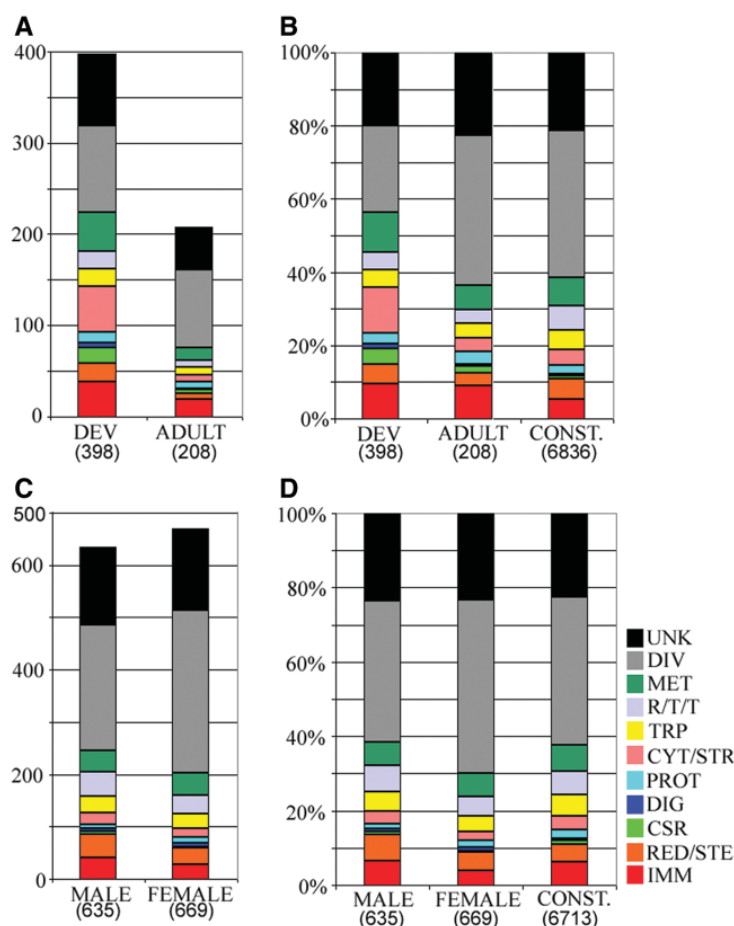 A
400
300
200
100
0
DEV
(398)
ADULT
(208)
B
100%
80%
60%
40%
20%
0%
DEV
(398)
ADULT
(208)
CONST.
(6836)
C
500
600
400
200
0
MALE
(635)
FEMALE
(669)
D
100%
80%
60%
40%
20%
0%
MALE
(635)
FEMALE
(669)
CONST.
(6713)
UNK
DIV
MET
R/T/T
TRP
CYT/STR
PROT
DIG
CSR
RED/STE
IMM